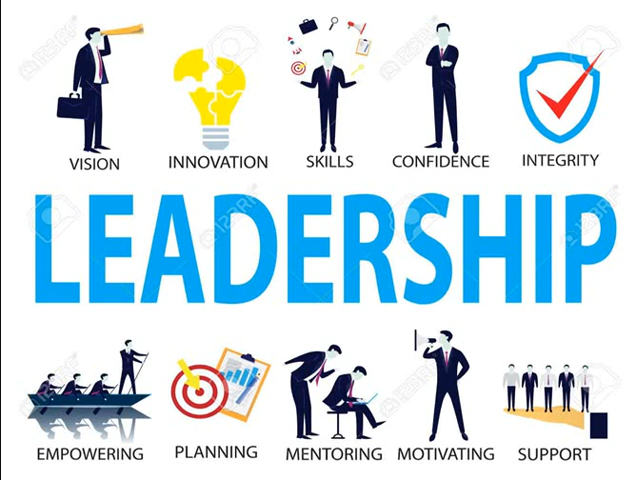 VISION
INNOVATION
SKILLS
CONFIDENCE
INTEGRITY
LEADERSHIP
EMPOWERING
PLANNING
MENTORING
MOTIVATING
SUPPORT